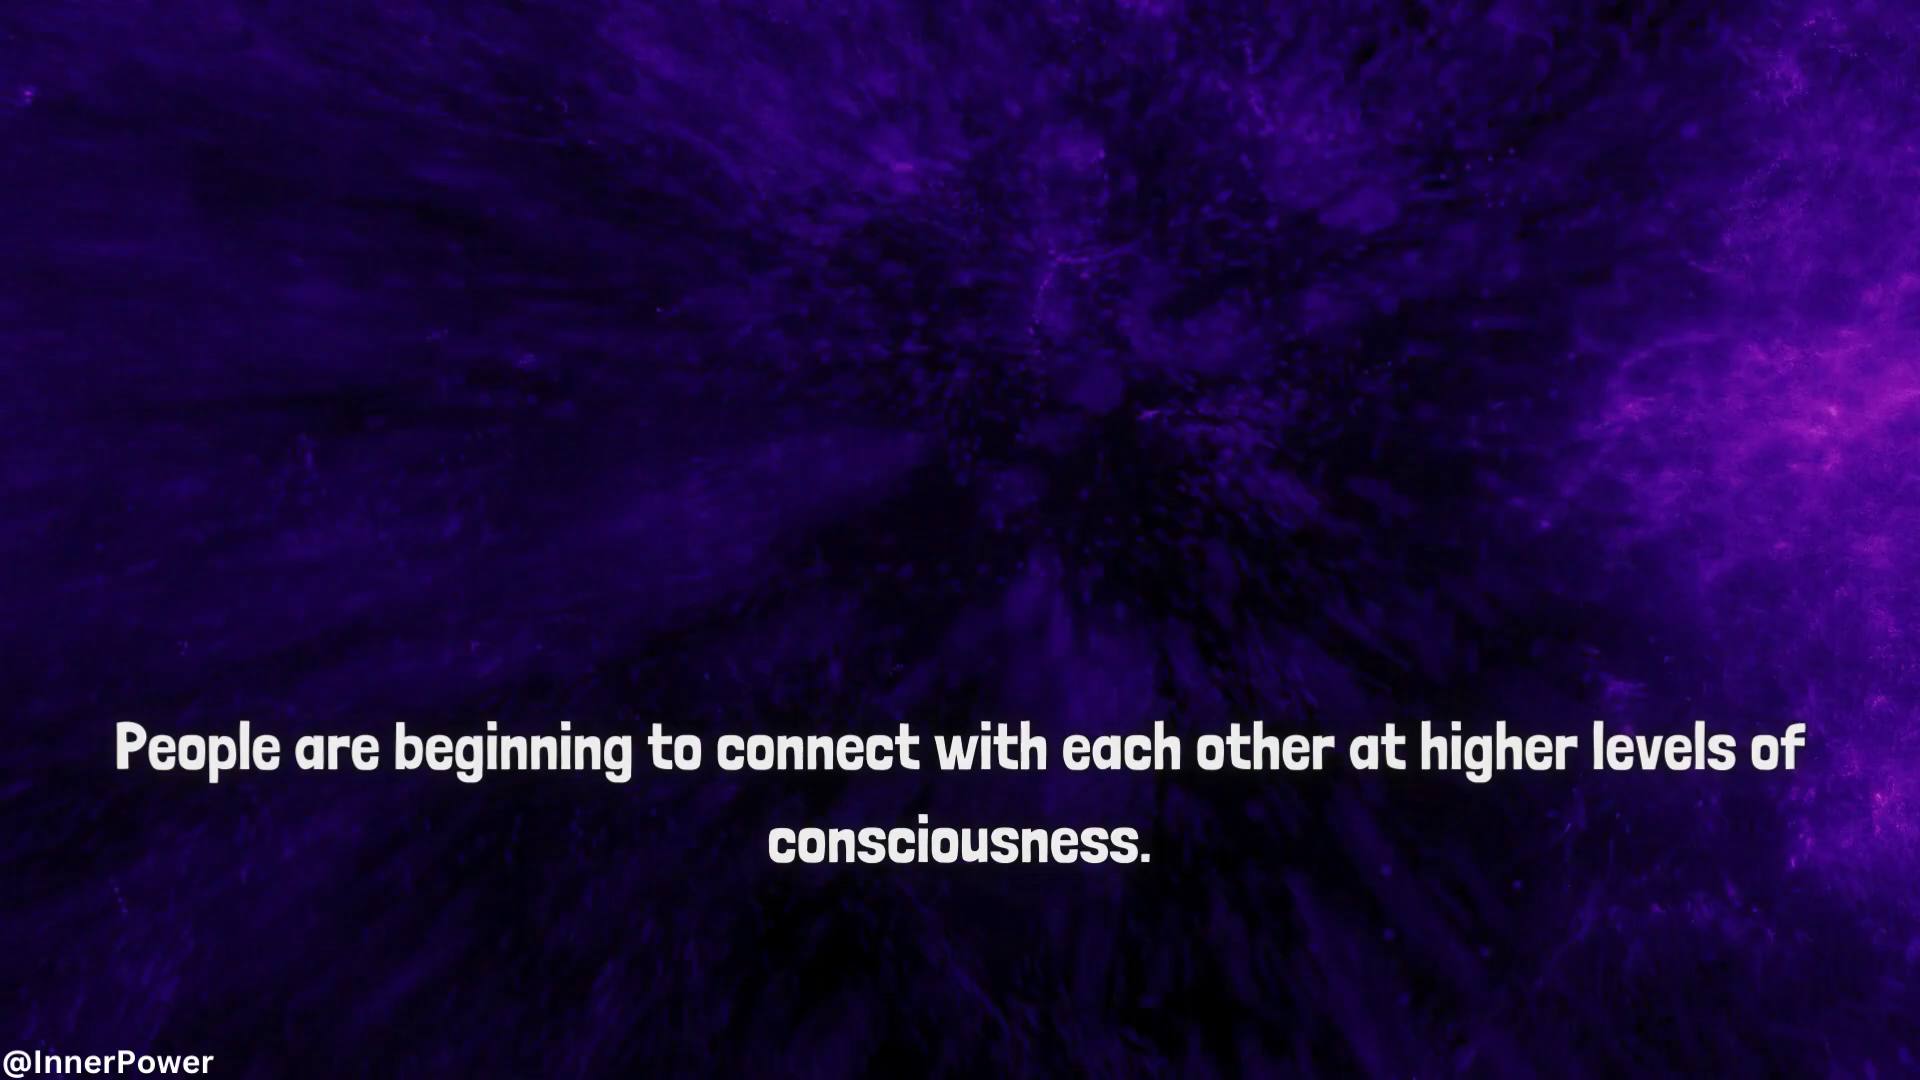 People are beginning to connect with each other at higher levels of
consciousness.
@InnerPower